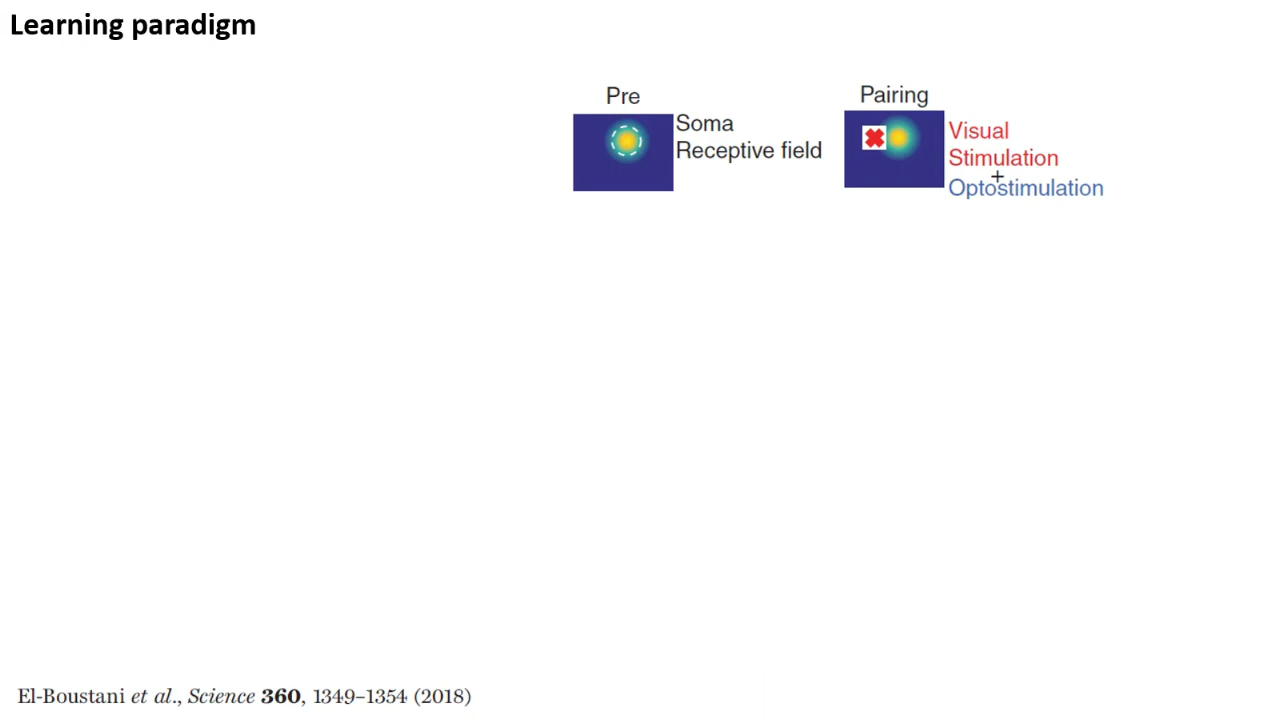 Learning paradigm
Pre
Soma
Receptive field
Pairing
Visual
Stimulation
+
Optostimulation
El-Boustani et al., Science 360, 1349–1354 (2018)